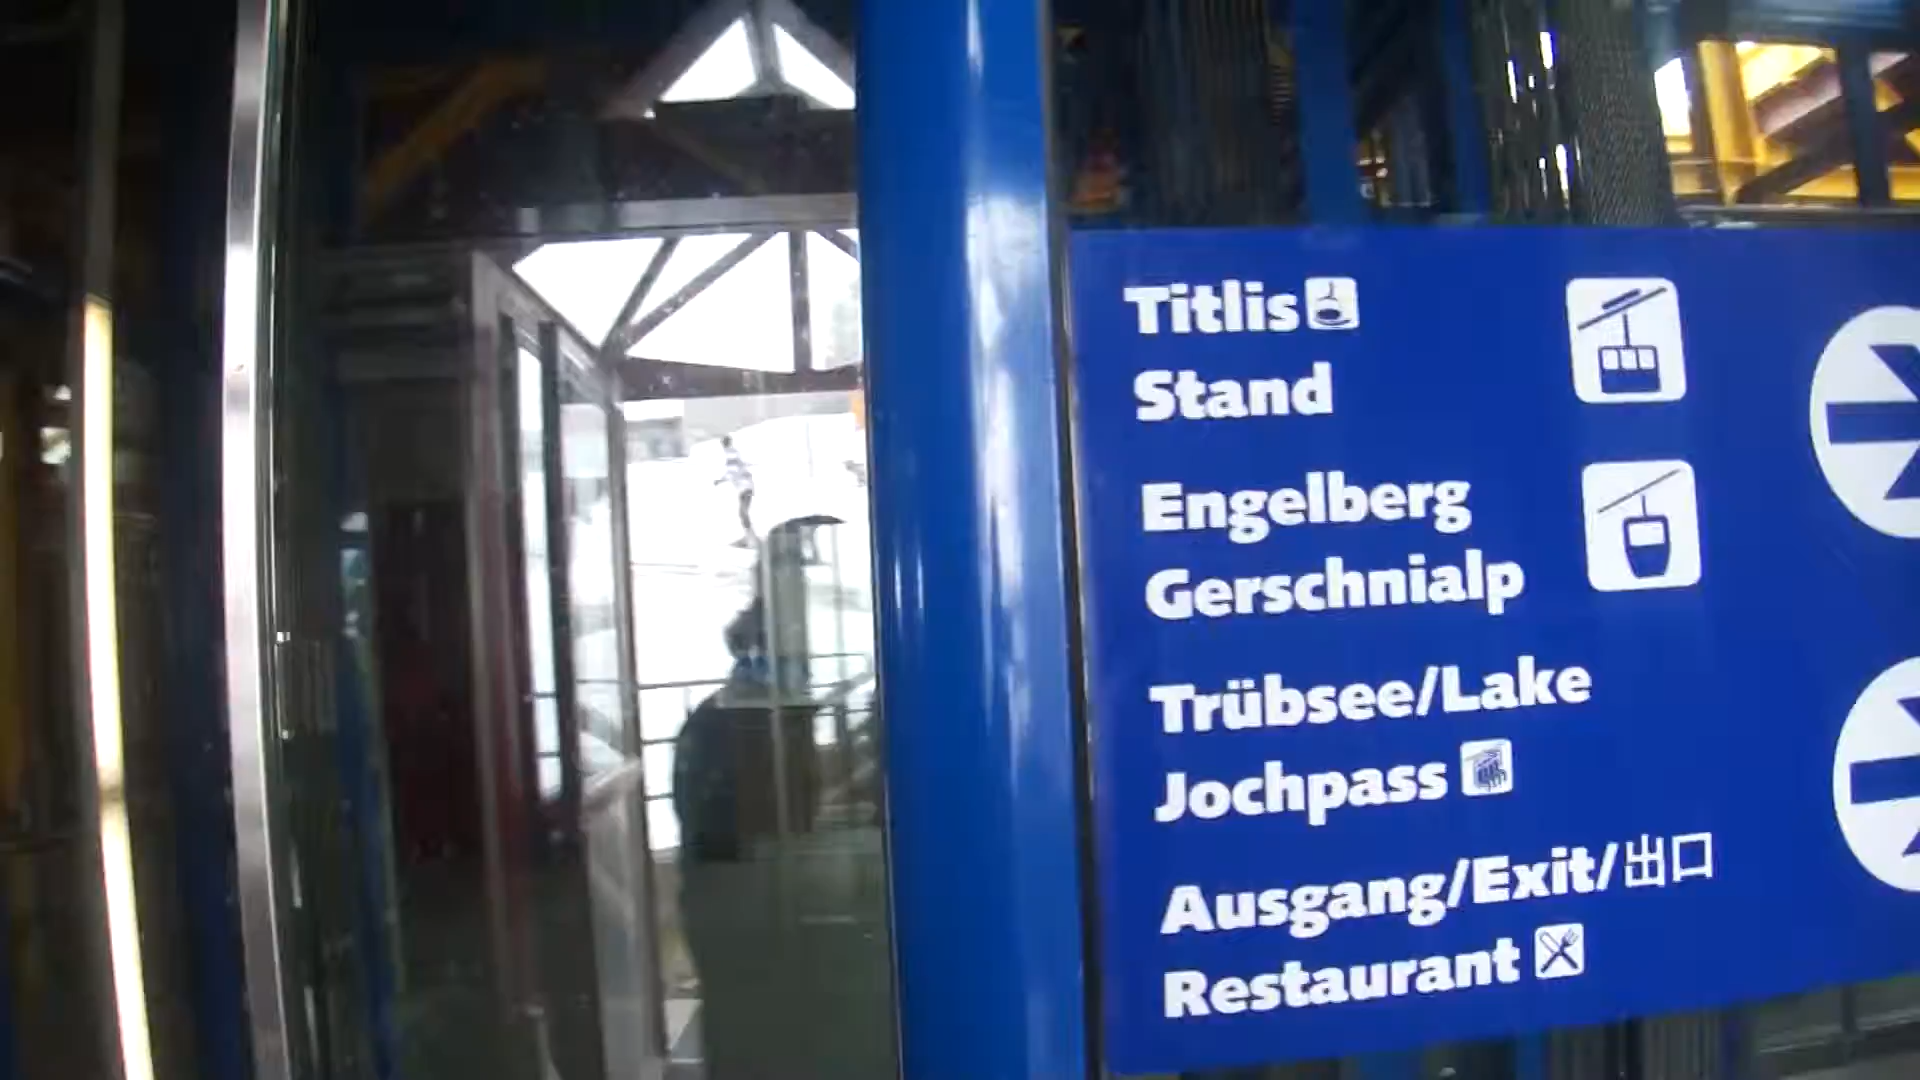 Titlis
Stand
Engelberg
Gerschnialp
Trübsee/Lake
Jochpass
Ausgang/Exit/出口
Restaurant